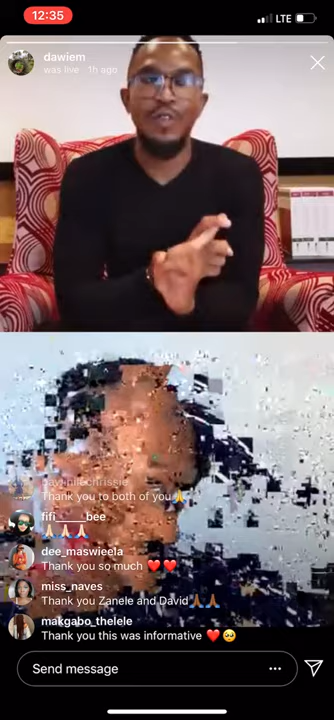 12:35
LTE
dawiem
was live · 1h ago
Thank you to both of you🙏
fifi____bee
🙏🏻🙏🏻🙏🏻
dee_maswieela
Thank you so much ❤️❤️
miss_naves
Thank you Zanele and David🙏🏾🙏🏾
makgabo_thelele
Thank you this was informative ❤️🥺
Send message